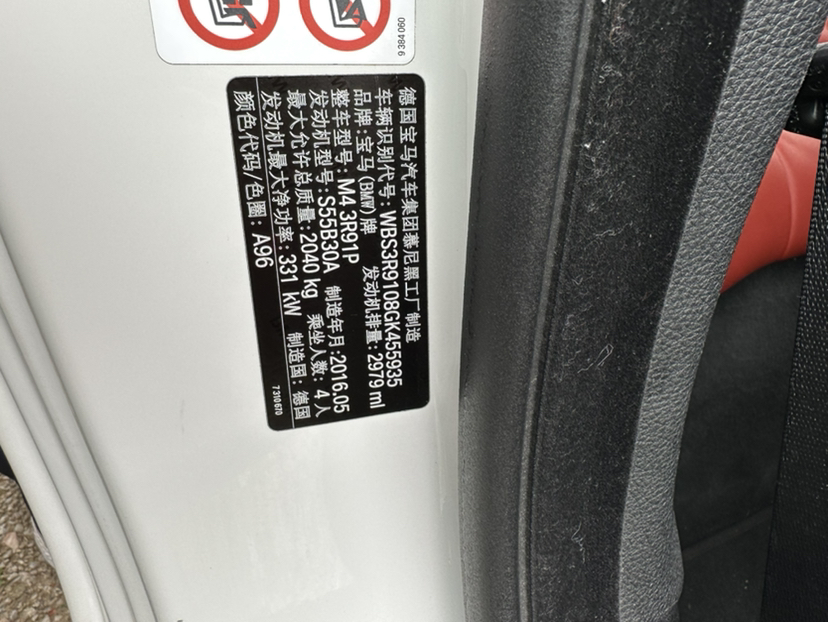 9 384 060
德国宝马汽车集团慕尼黑工厂制造
车辆识别代号: WBS3R9108GK455935
品牌: 宝马(BMW)牌 发动机排量: 2979 ml
整车型号: M4 3R91P 制造年月: 2016.05
发动机型号: S55B30A 乘坐人数: 4 人
最大允许总质量: 2040 kg
发动机最大净功率: 331 kW 制造国: 德国
颜色代码/色圈: A96
7 310 670